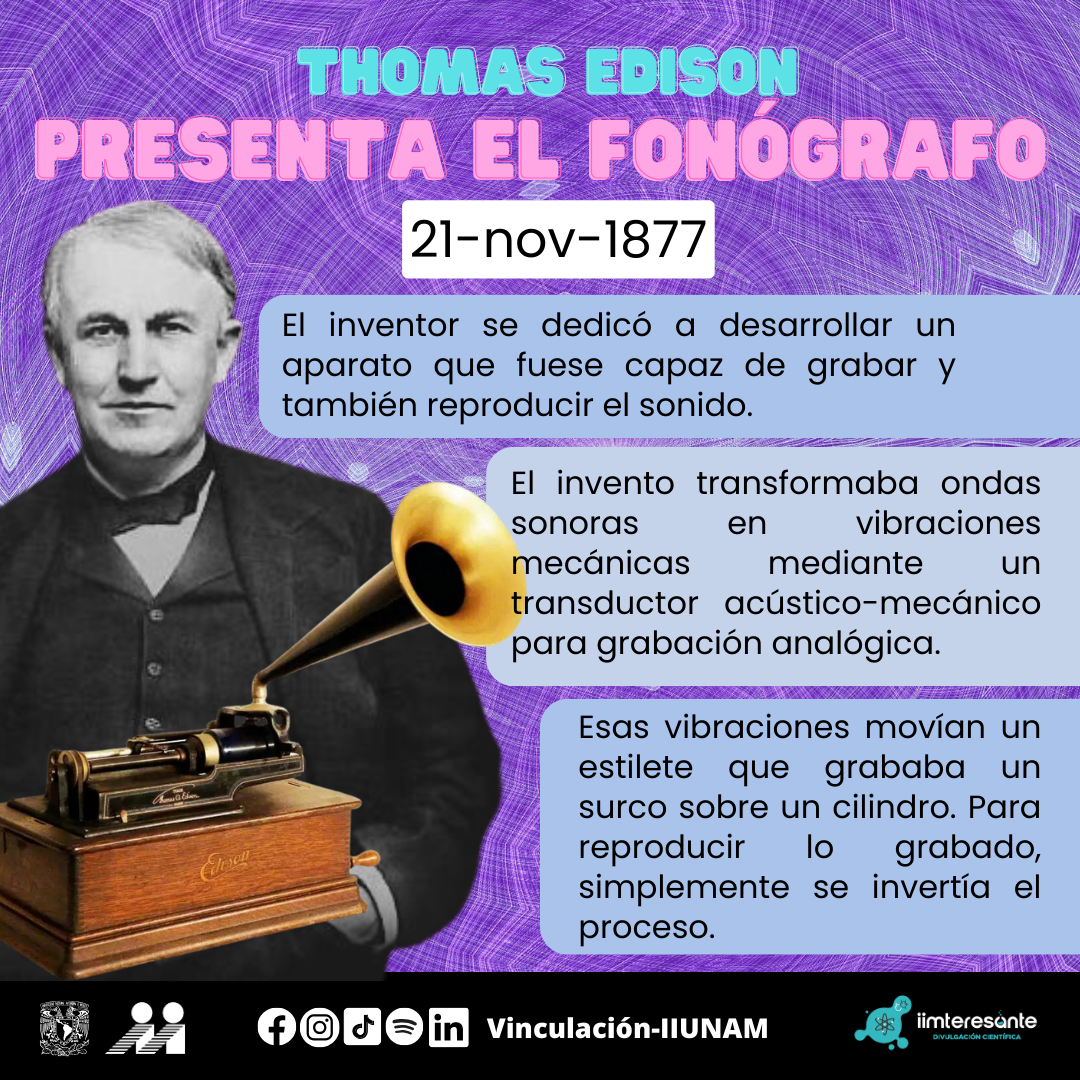 THOMAS EDISON
PRESENTA EL FONÓGRAFO
21-nov-1877
El inventor se dedicó a desarrollar un
aparato que fuese capaz de grabar y
también reproducir el sonido.
El invento transformaba ondas
sonoras en vibraciones
mecánicas mediante un
transductor acústico-mecánico
para grabación analógica.
Esas vibraciones movían un
estilete que grababa un
surco sobre un cilindro. Para
reproducir lo grabado,
simplemente se invertía el
proceso.
Thomas A. Edison
Edison
Vinculación-IIUNAM
iimteresante
DIVULGACIÓN CIENTÍFICA